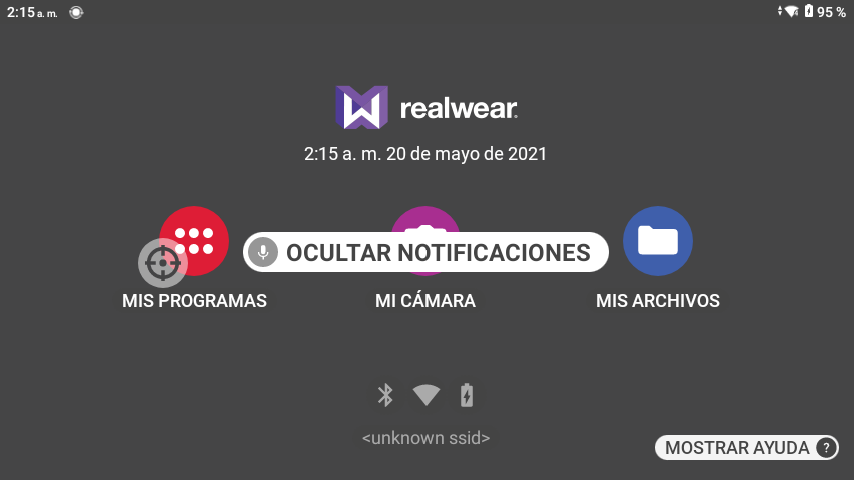 2:15 a. m.
95 %
realwear
2:15 a. m. 20 de mayo de 2021
OCULTAR NOTIFICACIONES
MIS PROGRAMAS
MI CÁMARA
MIS ARCHIVOS
<unknown ssid>
MOSTRAR AYUDA ?